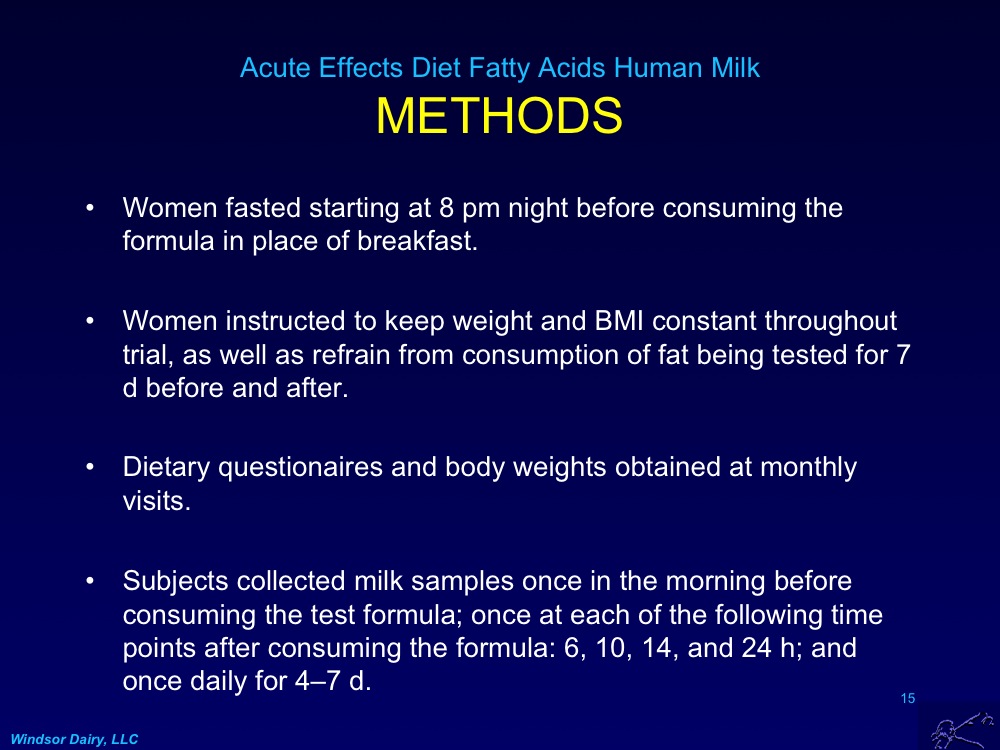 Acute Effects Diet Fatty Acids Human Milk
METHODS
• Women fasted starting at 8 pm night before consuming the
formula in place of breakfast.
• Women instructed to keep weight and BMI constant throughout
trial, as well as refrain from consumption of fat being tested for 7
d before and after.
• Dietary questionaires and body weights obtained at monthly
visits.
• Subjects collected milk samples once in the morning before
consuming the test formula; once at each of the following time
points after consuming the formula: 6, 10, 14, and 24 h; and
once daily for 4–7 d.
15
Windsor Dairy, LLC